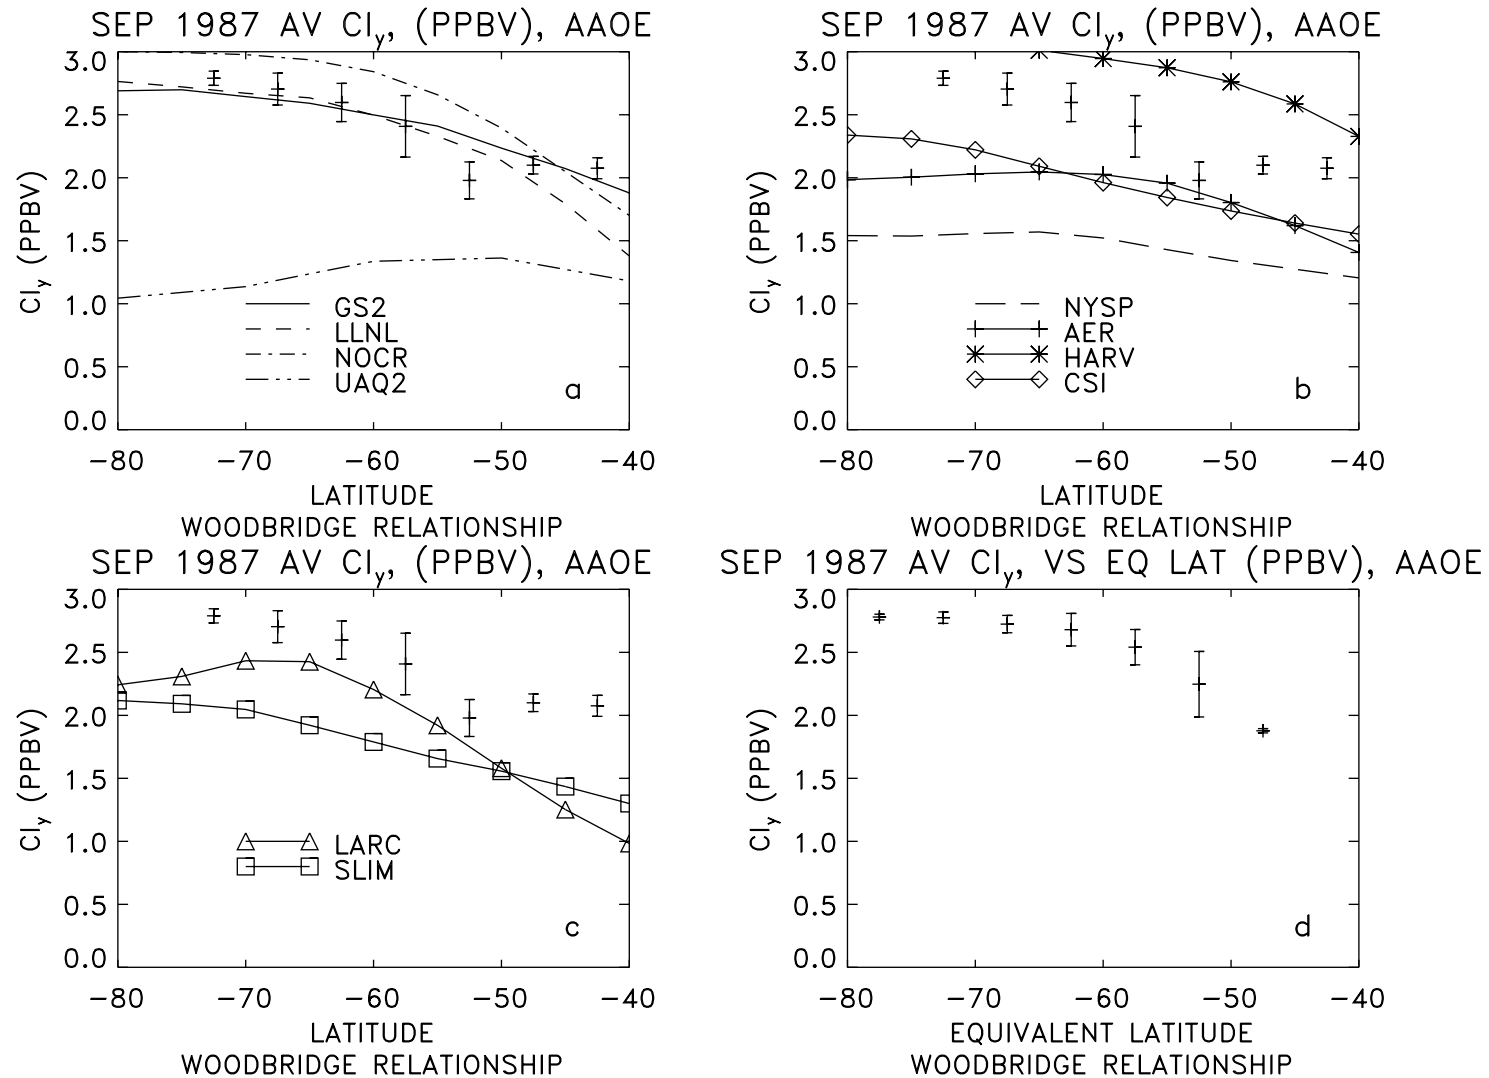 SEP 1987 AV Cly, (PPBV), AAOE
3.0
2.5
2.0
1.5
1.0
0.5
0.0
Cly (PPBV)
GS2
LLNL
NOCR
UAQ2
a
-80 -70 -60 -50 -40
LATITUDE
WOODBRIDGE RELATIONSHIP
SEP 1987 AV Cly, (PPBV), AAOE
3.0
2.5
2.0
1.5
1.0
0.5
0.0
Cly (PPBV)
NYSP
AER
HARV
CSI
b
-80 -70 -60 -50 -40
LATITUDE
WOODBRIDGE RELATIONSHIP
SEP 1987 AV Cly, (PPBV), AAOE
3.0
2.5
2.0
1.5
1.0
0.5
0.0
Cly (PPBV)
LARC
SLIM
c
-80 -70 -60 -50 -40
LATITUDE
WOODBRIDGE RELATIONSHIP
SEP 1987 AV Cly, VS EQ LAT (PPBV), AAOE
3.0
2.5
2.0
1.5
1.0
0.5
0.0
Cly (PPBV)
d
-80 -70 -60 -50 -40
EQUIVALENT LATITUDE
WOODBRIDGE RELATIONSHIP